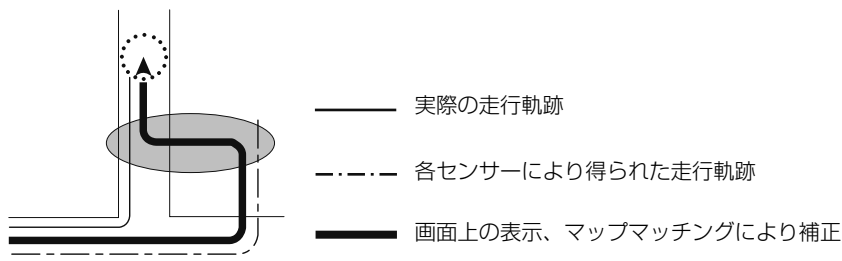 実際の走行軌跡
各センサーにより得られた走行軌跡
画面上の表示、マップマッチングにより補正